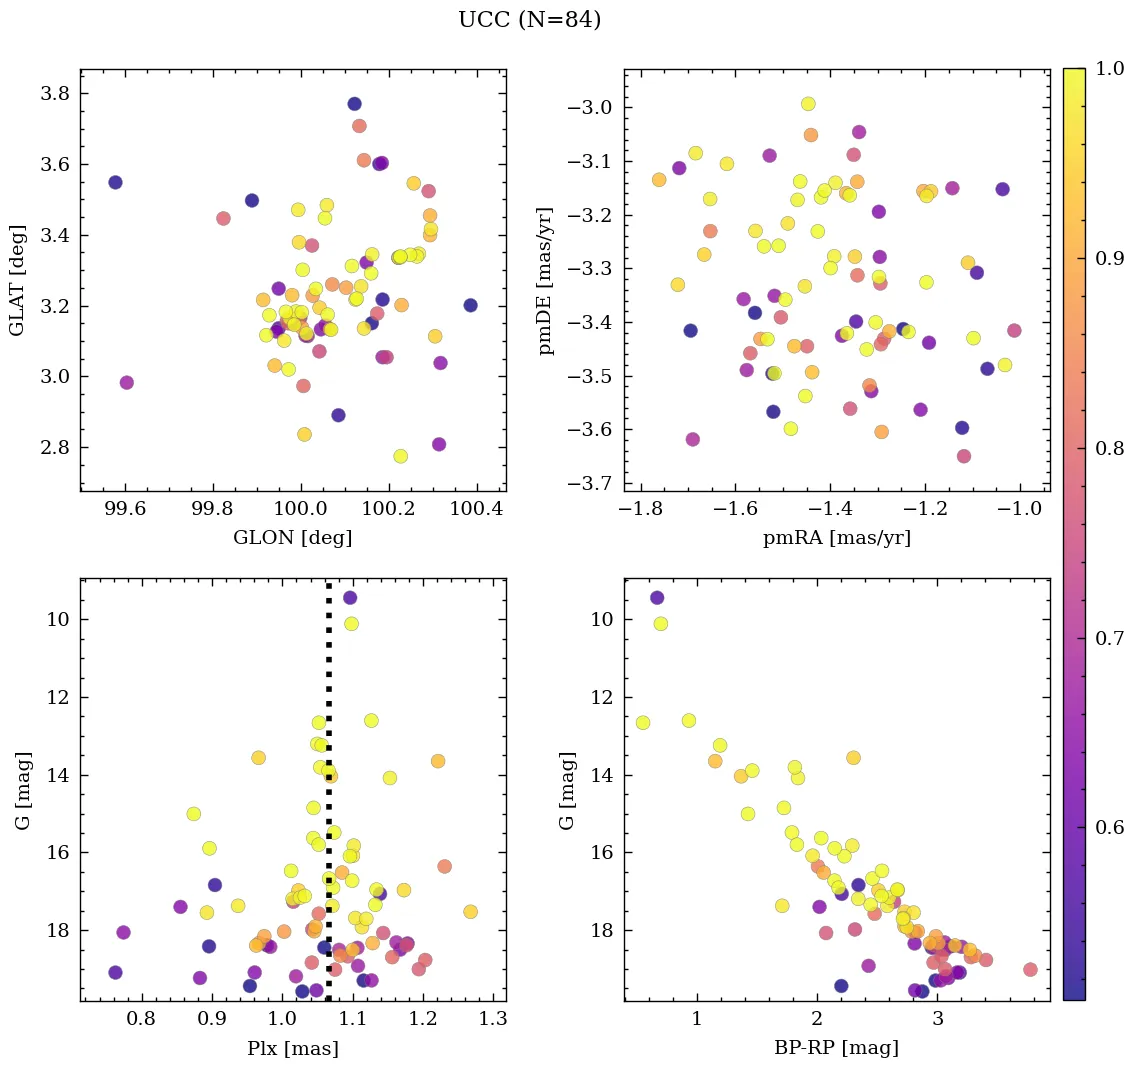 UCC (N=84)
3.8
3.6
3.4
3.2
3.0
2.8
GLAT [deg]
99.6 99.8 100.0 100.2 100.4
GLON [deg]
−3.0
−3.1
−3.2
−3.3
−3.4
−3.5
−3.6
−3.7
pmDE [mas/yr]
−1.8 −1.6 −1.4 −1.2 −1.0
pmRA [mas/yr]
1.0
0.9
0.8
0.7
0.6
10
12
14
16
18
G [mag]
0.8 0.9 1.0 1.1 1.2 1.3
Plx [mas]
10
12
14
16
18
G [mag]
1 2 3
BP-RP [mag]